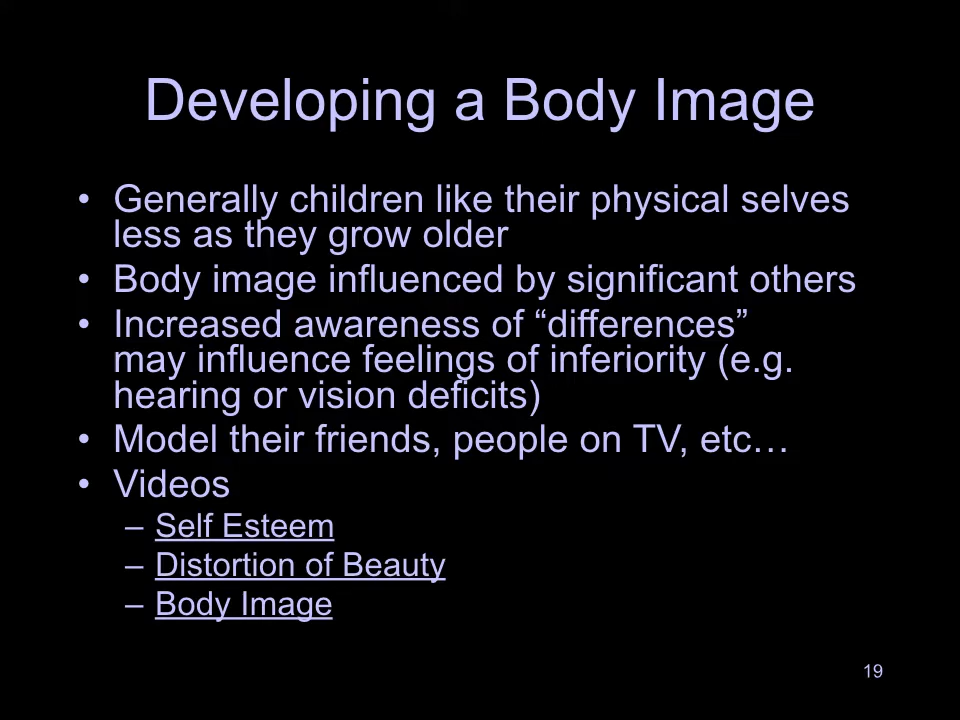 Developing a Body Image
• Generally children like their physical selves
less as they grow older
• Body image influenced by significant others
• Increased awareness of “differences”
may influence feelings of inferiority (e.g.
hearing or vision deficits)
• Model their friends, people on TV, etc…
• Videos
– Self Esteem
– Distortion of Beauty
– Body Image
19